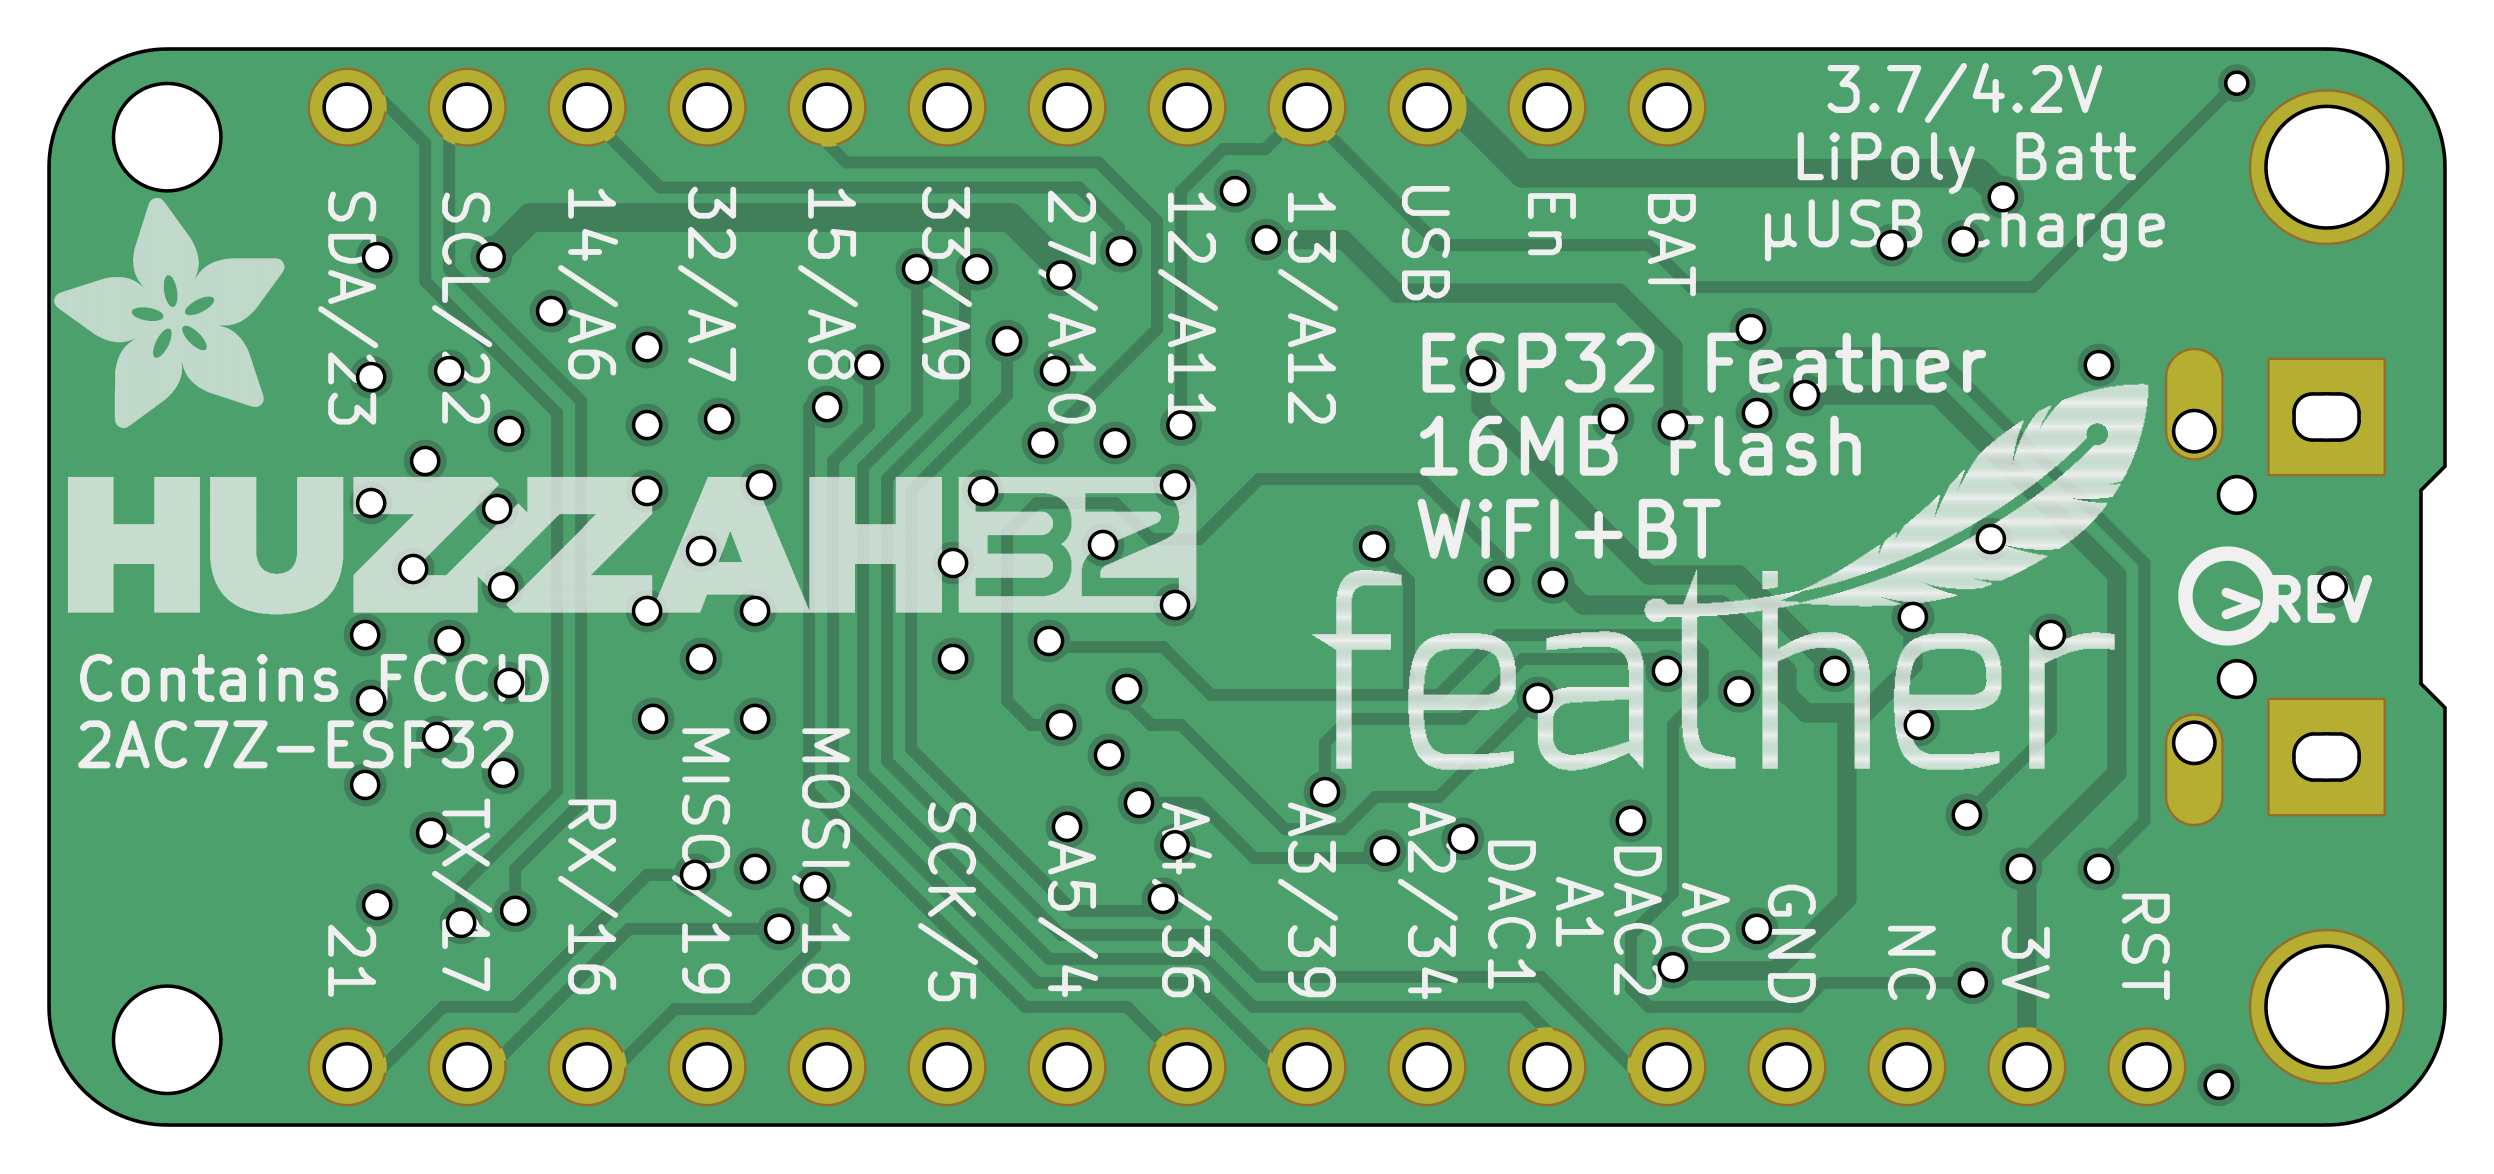 3.7/4.2V
LiPoly Batt
µUSB Charge
SDA/23
SCL/22
14/A6
32/A7
15/A8
33/A9
27/A10
12/A11
13/A12
USB
En
BAT
ESP32 Feather
16MB Flash
WiFI+BT
HUZZAH32
feather
>REV
Contains FCC ID
2AC7Z-ESP32
21
TX/17
RX/16
MISO/19
MOSI/18
SCK/5
A5/4
A4/36
A3/39
A2/34
DAC1
A1
DAC2
A0
GND
NC
3V
RST